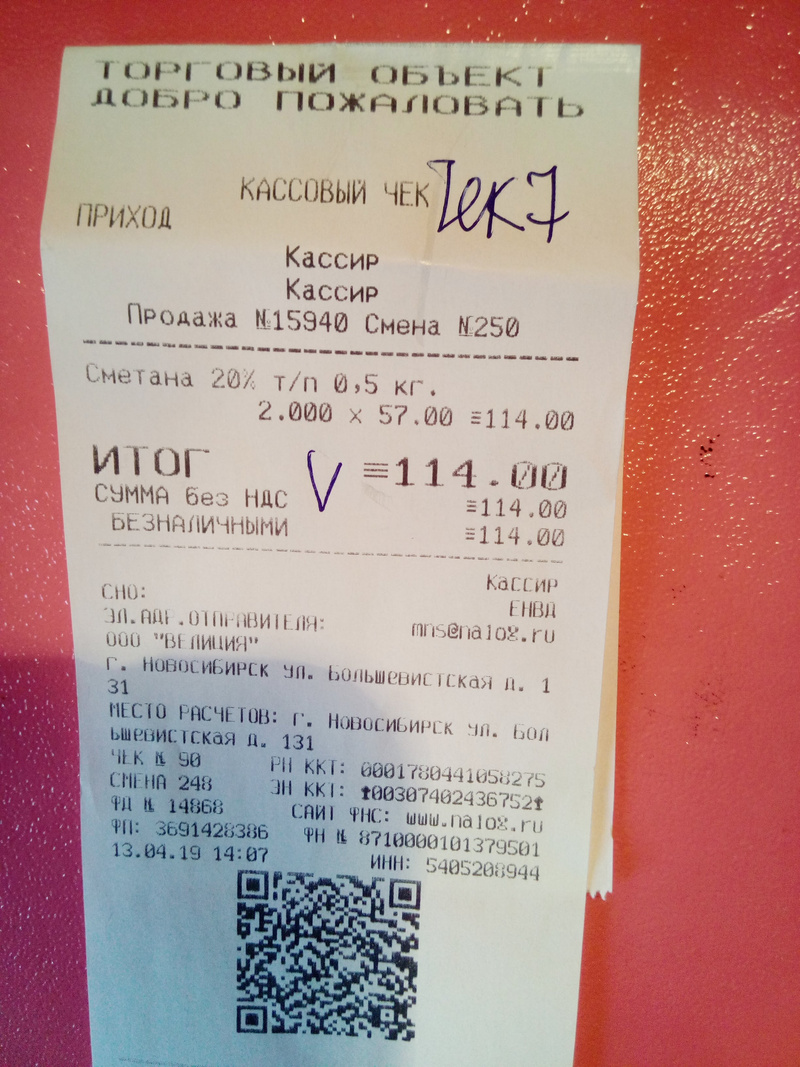 ТОРГОВЫЙ ОБЪЕКТ
ДОБРО ПОЖАЛОВАТЬ
КАССОВЫЙ ЧЕК Чек 7
ПРИХОД
Кассир
Кассир
Продажа №15940 Смена №250
Сметана 20% т/п 0,5 кг.
2.000 x 57.00 ≡114.00
ИТОГ V ≡114.00
СУММА без НДС ≡114.00
БЕЗНАЛИЧНЫМИ ≡114.00
Кассир
СНО: ЕНВД
ЭЛ.АДР.ОТПРАВИТЕЛЯ: mns@nalog.ru
ООО "ВЕЛИЦИЯ"
Г. НОВОСИБИРСК УЛ. БОЛЬШЕВИСТСКАЯ Д. 1
31
МЕСТО РАСЧЕТОВ: Г. НОВОСИБИРСК УЛ. БОЛ
ЬШЕВИСТСКАЯ Д. 131
ЧЕК № 90 РН ККТ: 0001780441058275
СМЕНА 248 ЗН ККТ: ↑003074024367521↑
ФД № 14868 САЙТ ФНС: www.nalog.ru
ФП: 3691428386 ФН № 8710000101379501
13.04.19 14:07 ИНН: 5405208944